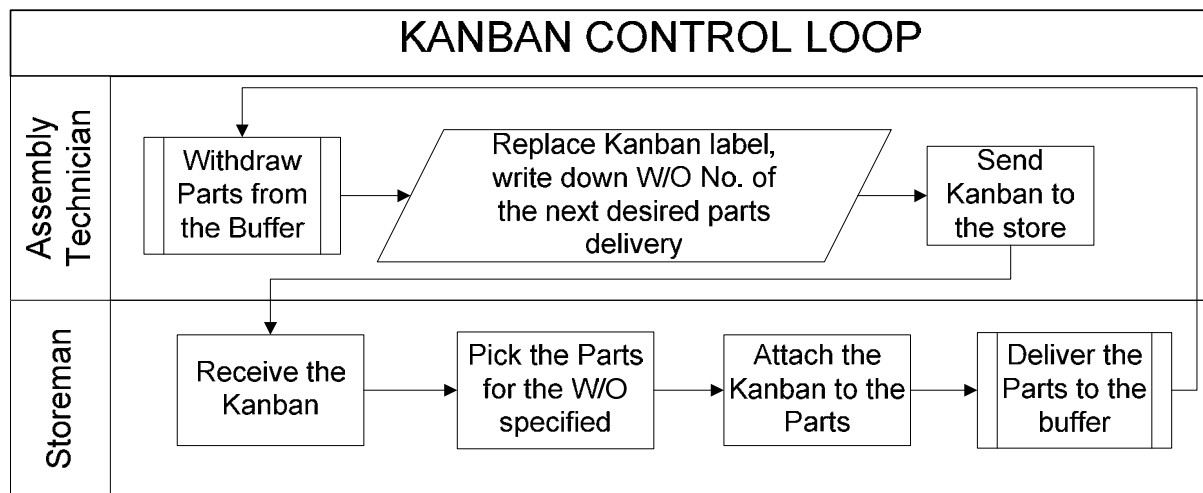 KANBAN CONTROL LOOP
Assembly
Technician
Withdraw
Parts from
the Buffer
Replace Kanban label,
write down W/O No. of
the next desired parts
delivery
Send
Kanban to
the store
Storeman
Receive the
Kanban
Pick the Parts
for the W/O
specified
Attach the
Kanban to the
Parts
Deliver the
Parts to the
buffer